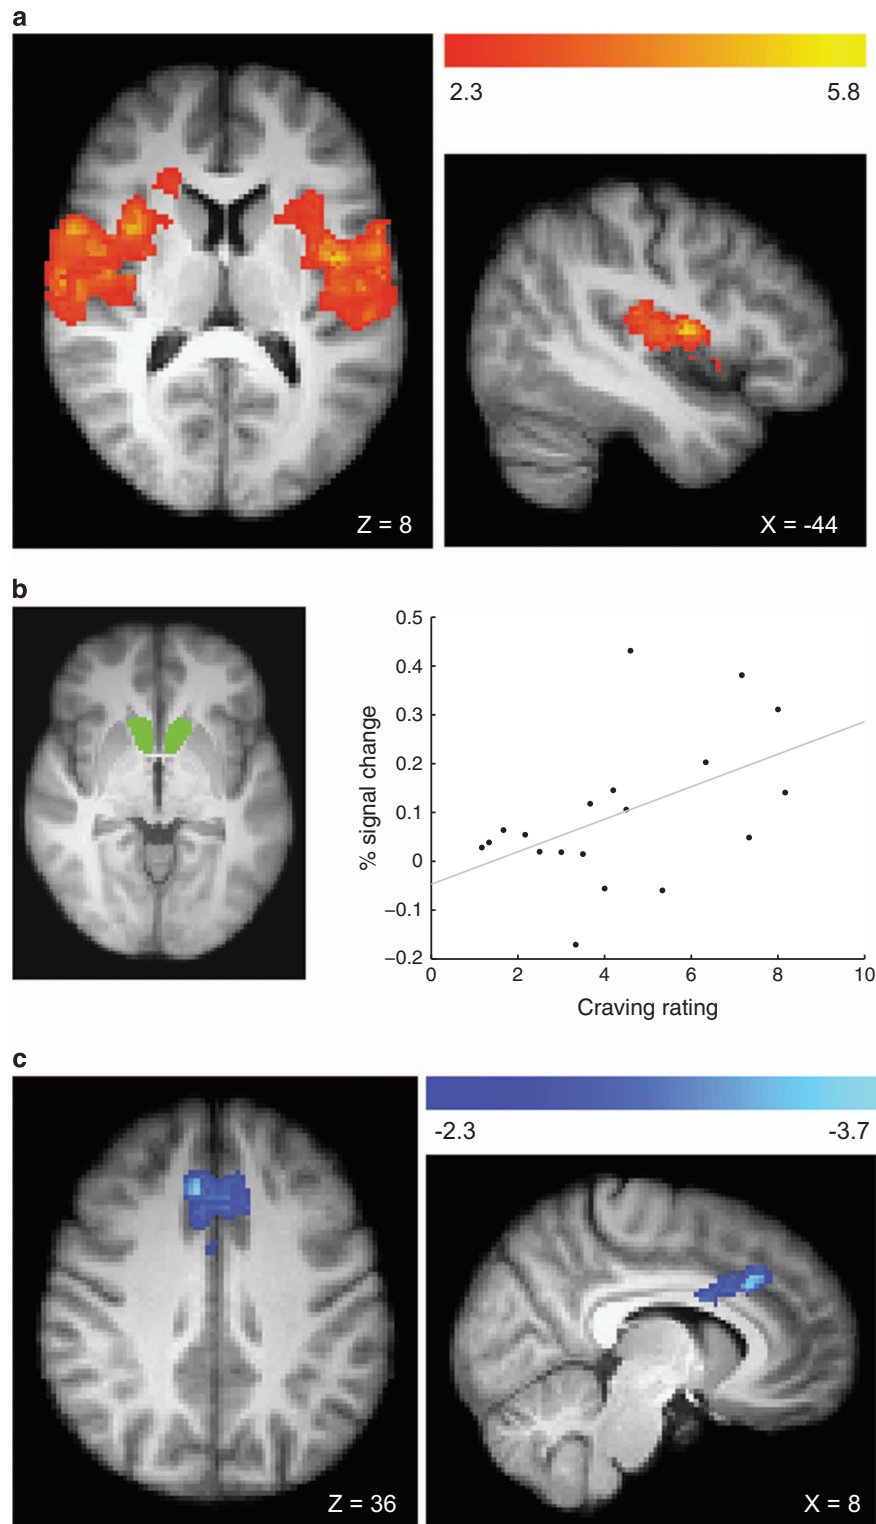 a
2.3 5.8
Z = 8
X = -44
b
0.5
0.4
0.3
0.2
0.1
0
−0.1
−0.2
% signal change
0 2 4 6 8 10
Craving rating
c
-2.3 -3.7
Z = 36
X = 8